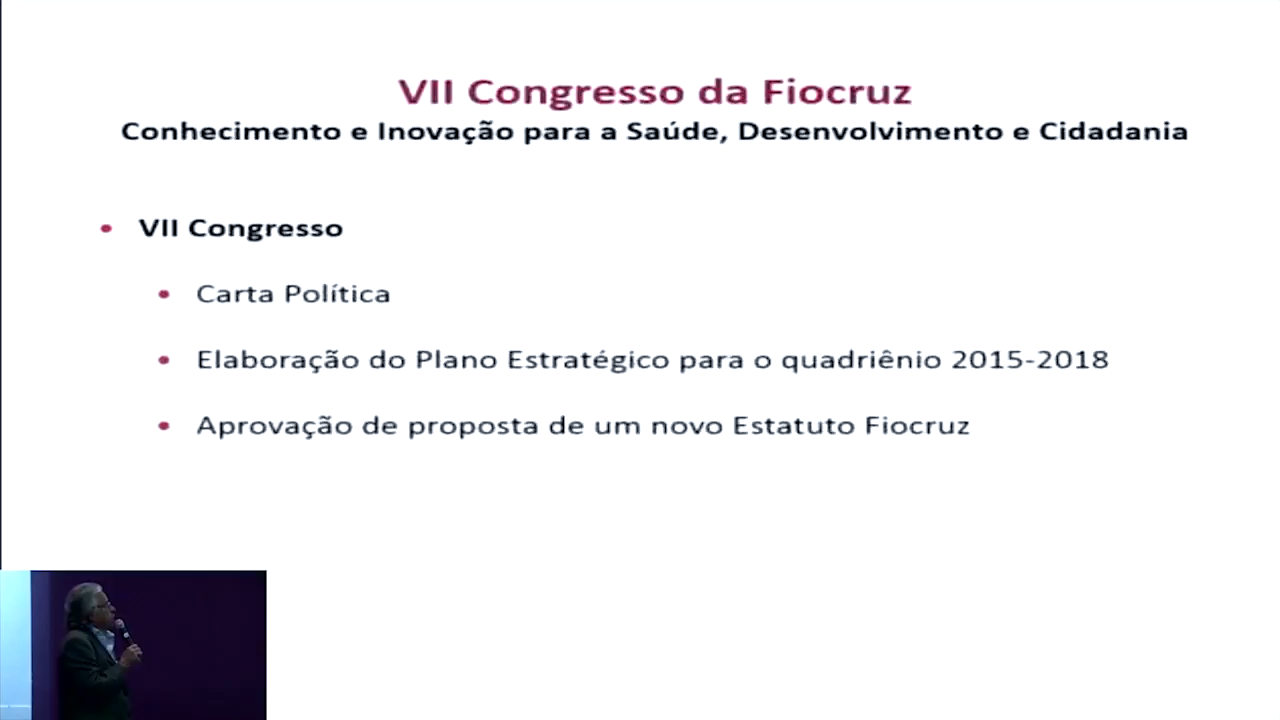 VII Congresso da Fiocruz
Conhecimento e Inovação para a Saúde, Desenvolvimento e Cidadania
• VII Congresso
• Carta Política
• Elaboração do Plano Estratégico para o quadriênio 2015-2018
• Aprovação de proposta de um novo Estatuto Fiocruz